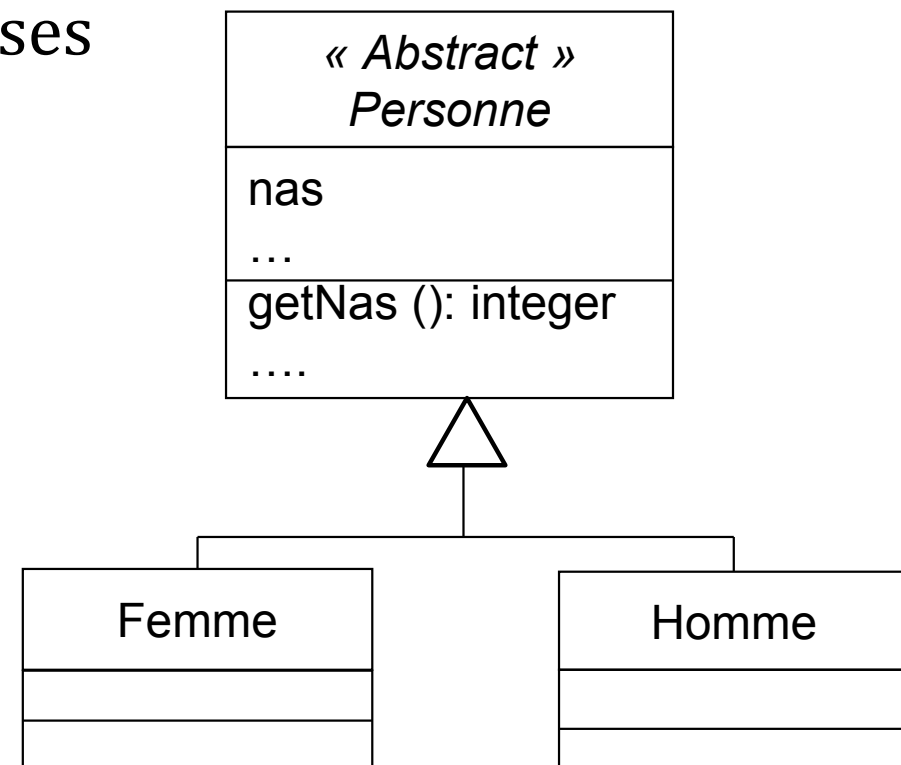 ses
« Abstract »
Personne
nas
…
getNas (): integer
….
Femme
Homme